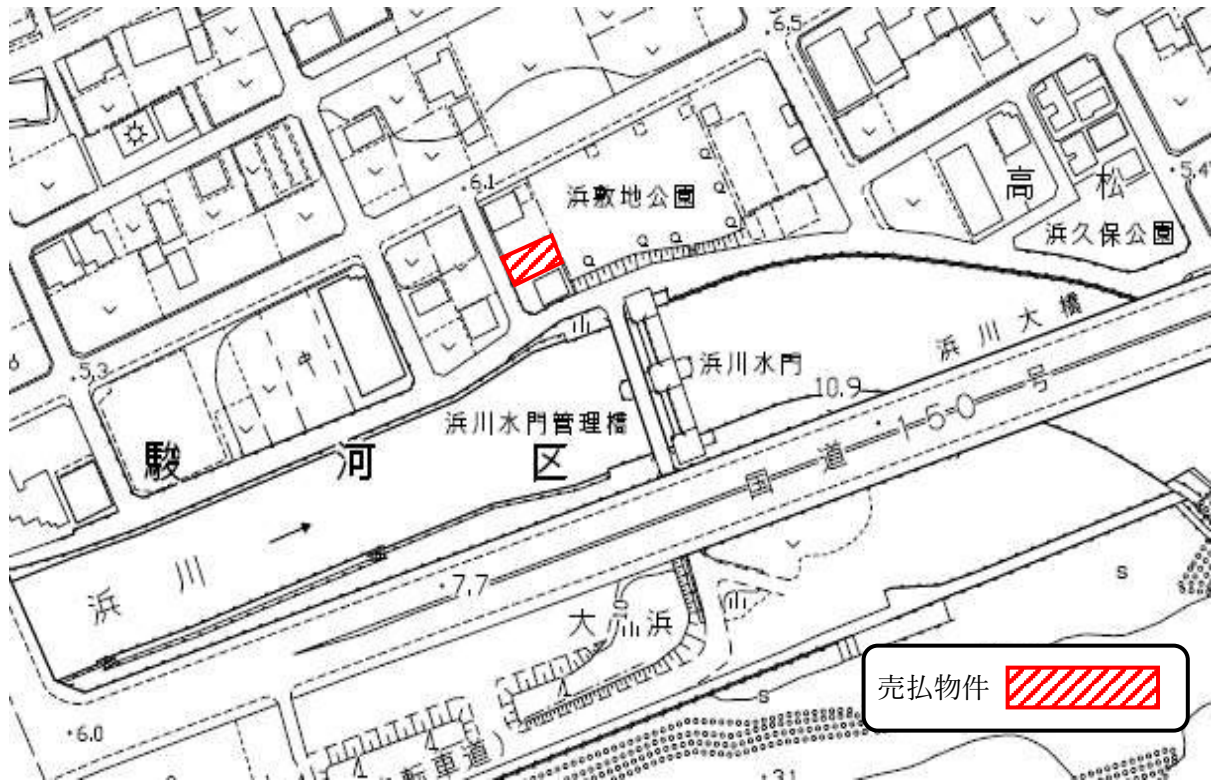 6.5
高松
5.4
6.1
浜敷地公園
浜久保公園
浜川大橋
5.3
浜川水門
10.9
国道150号
浜川水門管理橋
駿河区
浜川
7.7
10
大浜
s
s
売払物件
6.0
転車道)
3.1